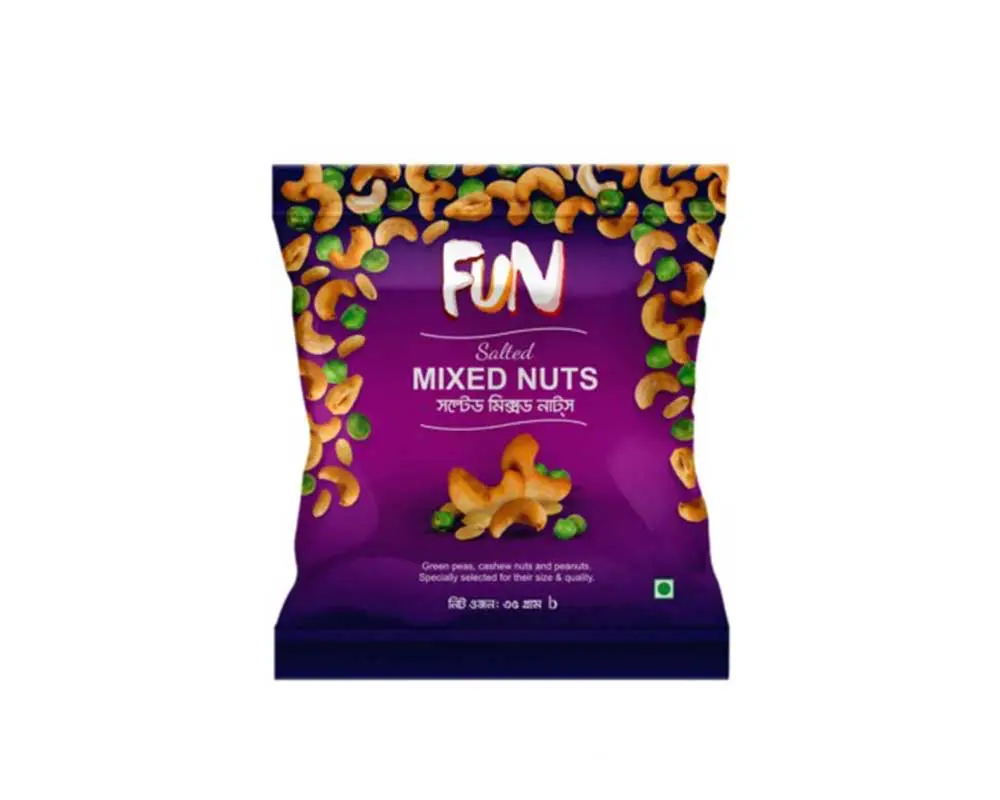 FUN
Salted
MIXED NUTS
সল্টেড মিক্সড নাট্স
Green peas, cashew nuts and peanuts.
Specially selected for their size & quality.
নিট ওজন: ৩৫ গ্রাম b